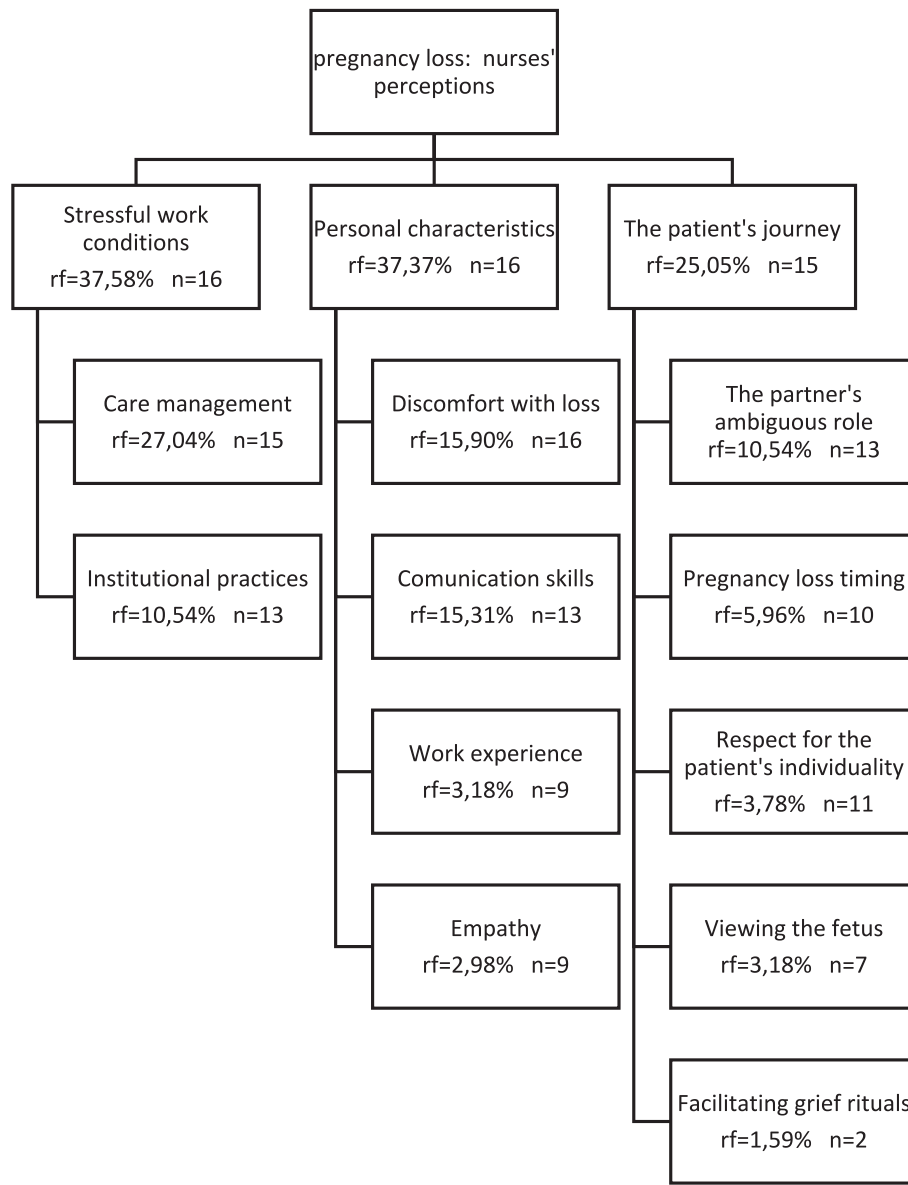 pregnancy loss: nurses'
perceptions
Stressful work
conditions
rf=37,58% n=16
Personal characteristics
rf=37,37% n=16
The patient's journey
rf=25,05% n=15
Care management
rf=27,04% n=15
Institutional practices
rf=10,54% n=13
Discomfort with loss
rf=15,90% n=16
Comunication skills
rf=15,31% n=13
Work experience
rf=3,18% n=9
Empathy
rf=2,98% n=9
The partner's
ambiguous role
rf=10,54% n=13
Pregnancy loss timing
rf=5,96% n=10
Respect for the
patient's individuality
rf=3,78% n=11
Viewing the fetus
rf=3,18% n=7
Facilitating grief rituals
rf=1,59% n=2